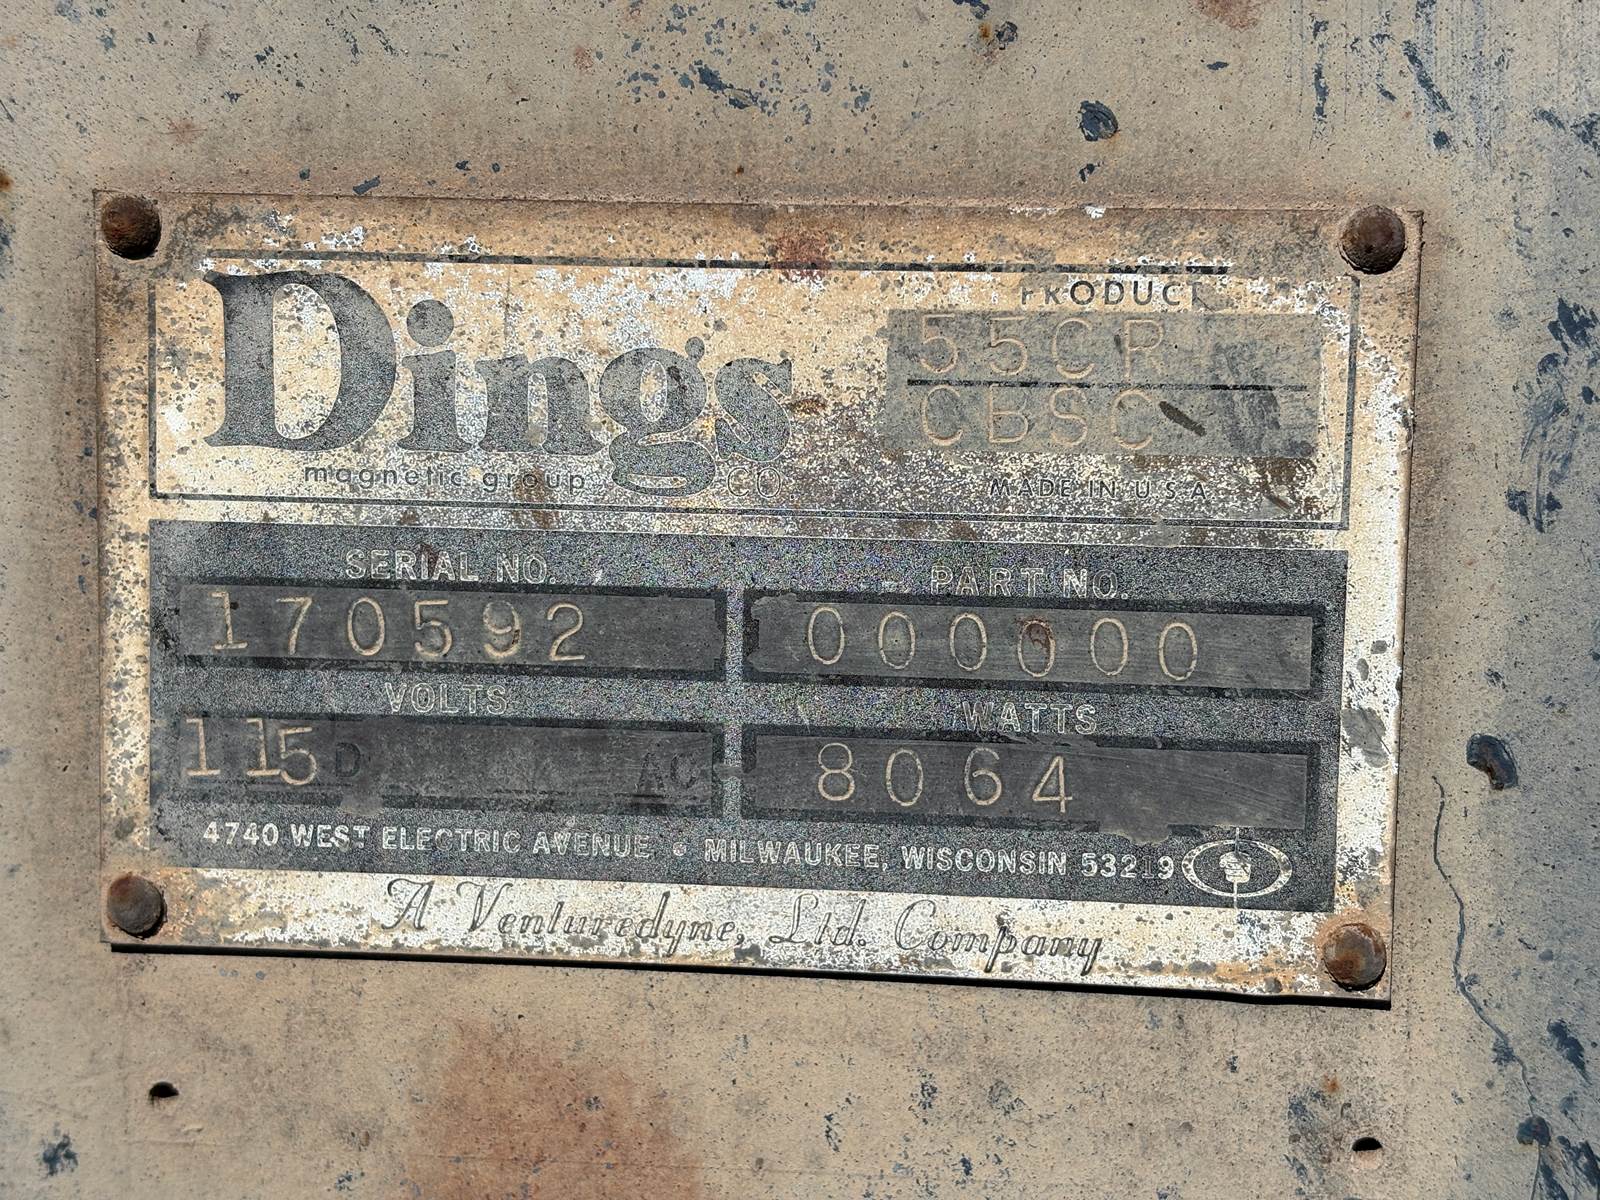 Dings
magnetic group CO.
PRODUCT
55CR
CBSC
MADE IN U S A
SERIAL NO.
170592
PART NO.
000000
VOLTS
115 D AC
WATTS
8064
4740 WEST ELECTRIC AVENUE • MILWAUKEE, WISCONSIN 53219
A Venturedyne, Ltd. Company